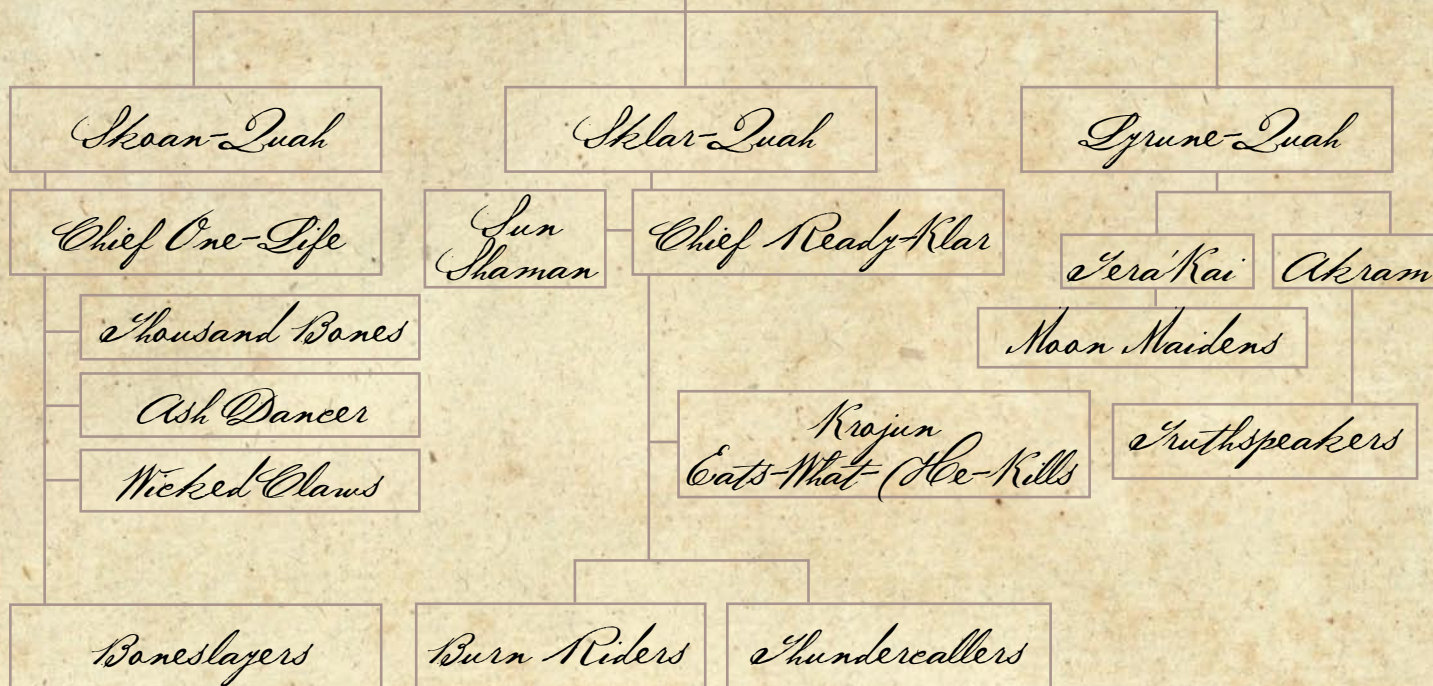 Skoan-Quah
Sklar-Quah
Lyrune-Quah
Chief One-Life
Sun
Shaman
Chief Ready-Klar
Tera'Kai
Akram
Thousand Bones
Moon Maidens
Ash Dancer
Krojun
Eats-What-He-Kills
Truthspeakers
Wicked Claws
Boneslayers
Burn Riders
Thundercallers